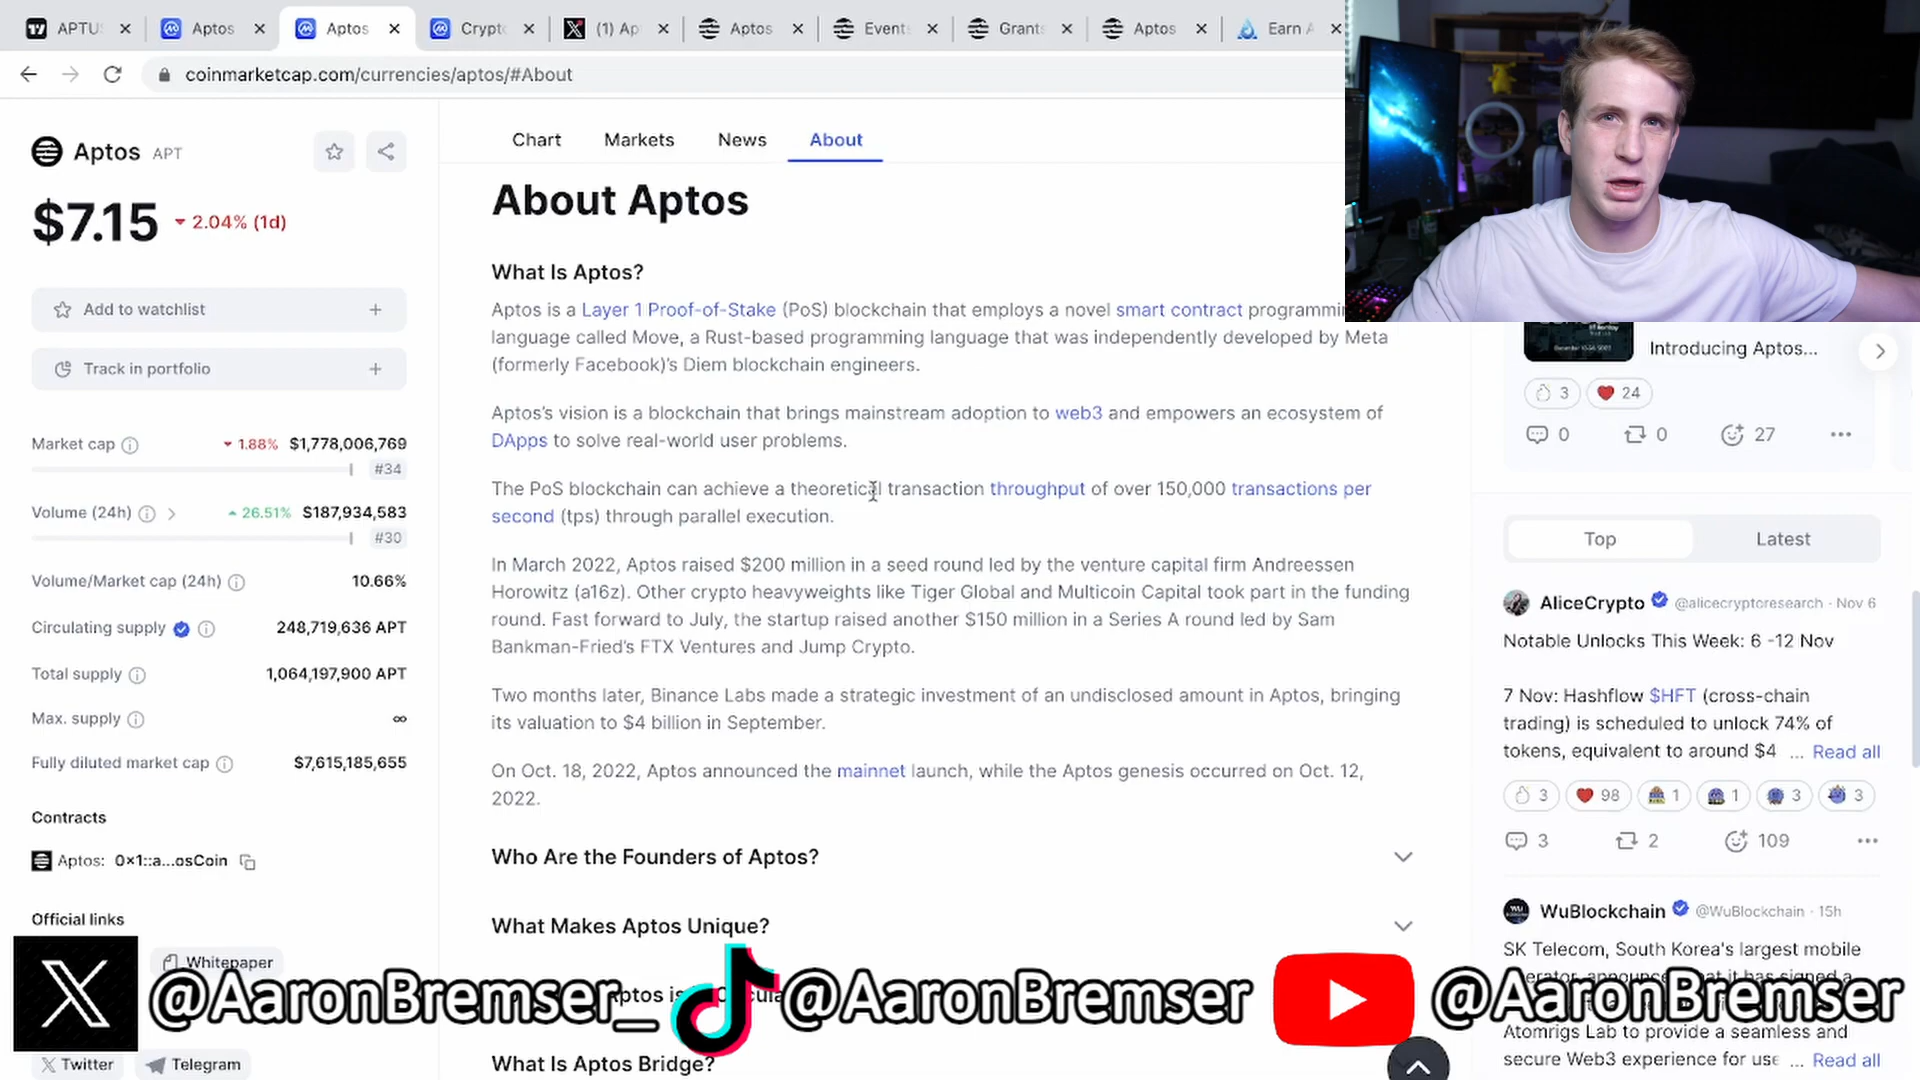 APTUS
Aptos
Aptos
Crypto
(1) Ap
Aptos
Events
Grants
Aptos
Earn A
coinmarketcap.com/currencies/aptos/#About
Aptos APT
$7.15 2.04% (1d)
Add to watchlist +
Track in portfolio +
Market cap 1.88% $1,778,006,769
#34
Volume (24h) 26.51% $187,934,583
#30
Volume/Market cap (24h) 10.66%
Circulating supply 248,719,636 APT
Total supply 1,064,197,900 APT
Max. supply ∞
Fully diluted market cap $7,615,185,655
Contracts
Aptos: 0x1::a...osCoin
Official links
Whitepaper
Twitter Telegram
Chart Markets News About
About Aptos
What Is Aptos?
Aptos is a Layer 1 Proof-of-Stake (PoS) blockchain that employs a novel smart contract programmin
language called Move, a Rust-based programming language that was independently developed by Meta
(formerly Facebook)'s Diem blockchain engineers.
Aptos's vision is a blockchain that brings mainstream adoption to web3 and empowers an ecosystem of
DApps to solve real-world user problems.
The PoS blockchain can achieve a theoretical transaction throughput of over 150,000 transactions per
second (tps) through parallel execution.
In March 2022, Aptos raised $200 million in a seed round led by the venture capital firm Andreessen
Horowitz (a16z). Other crypto heavyweights like Tiger Global and Multicoin Capital took part in the funding
round. Fast forward to July, the startup raised another $150 million in a Series A round led by Sam
Bankman-Fried's FTX Ventures and Jump Crypto.
Two months later, Binance Labs made a strategic investment of an undisclosed amount in Aptos, bringing
its valuation to $4 billion in September.
On Oct. 18, 2022, Aptos announced the mainnet launch, while the Aptos genesis occurred on Oct. 12,
2022.
Who Are the Founders of Aptos?
What Makes Aptos Unique?
What Is Aptos Bridge?
Introducing Aptos...
3 24
0 0 27 ...
Top Latest
AliceCrypto @alicecryptoresearch · Nov 6
Notable Unlocks This Week: 6 -12 Nov
7 Nov: Hashflow $HFT (cross-chain
trading) is scheduled to unlock 74% of
tokens, equivalent to around $4 ... Read all
3 98 1 1 3 3
3 2 109 ...
WuBlockchain @WuBlockchain · 15h
SK Telecom, South Korea's largest mobile
Atomrigs Lab to provide a seamless and
secure Web3 experience for use ... Read all
@AaronBremser_ @AaronBremser @AaronBremser